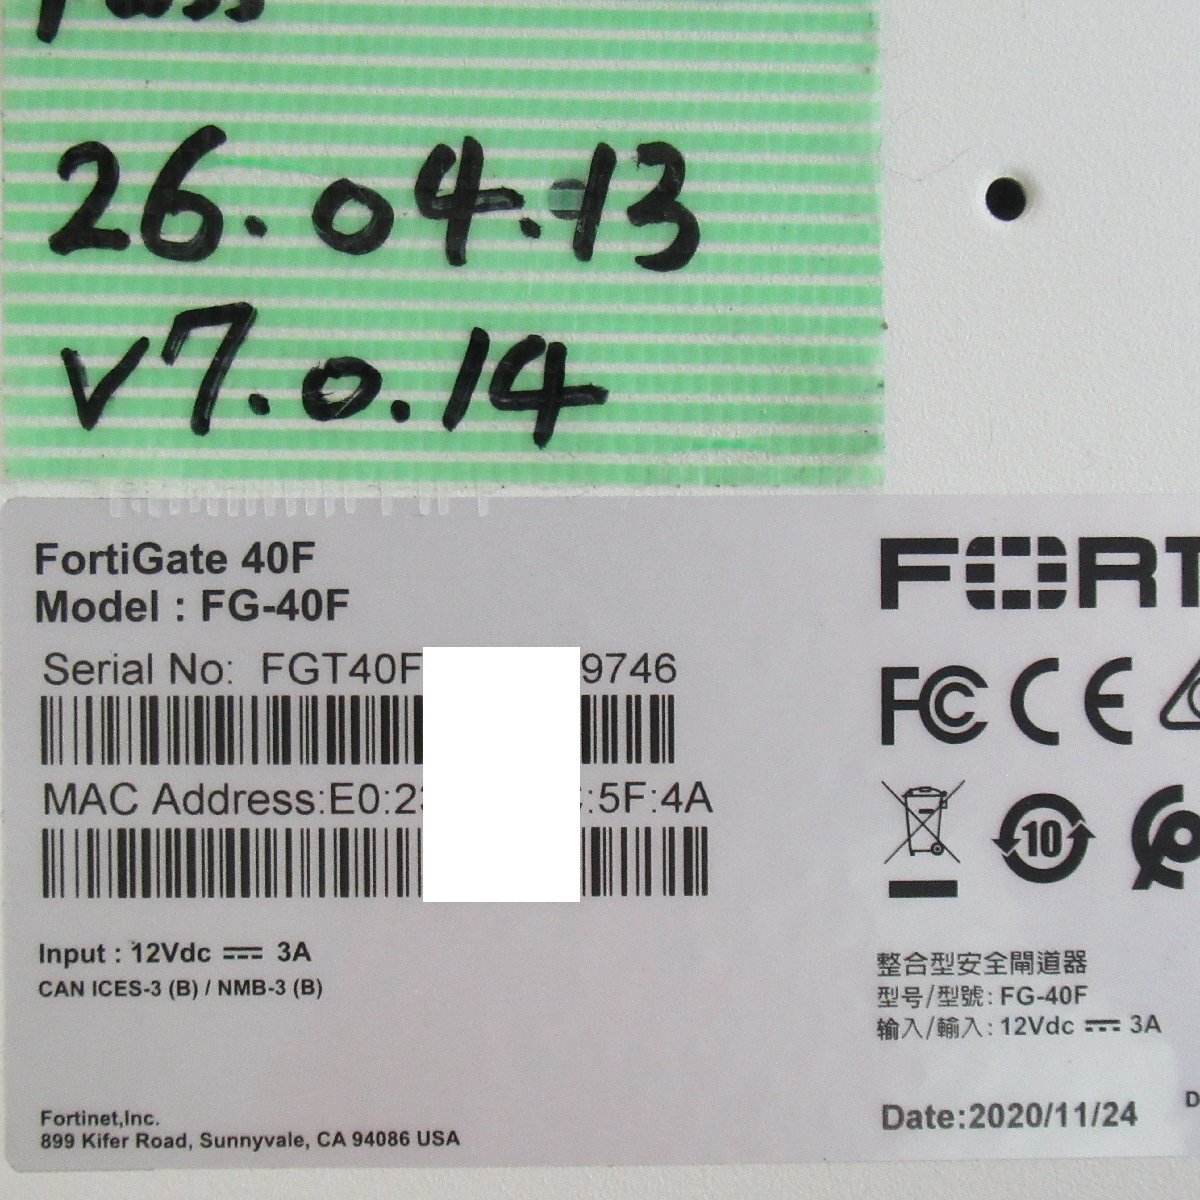 pass
26.04.13
v7.0.14
FortiGate 40F
Model : FG-40F
Serial No: FGT40F 9746
MAC Address:E0:23 :5F:4A
Input : 12Vdc ⎓ 3A
CAN ICES-3 (B) / NMB-3 (B)
Fortinet,Inc.
899 Kifer Road, Sunnyvale, CA 94086 USA
FORT
FC CE
10
整合型安全閘道器
型号/型號: FG-40F
输入/輸入: 12Vdc ⎓ 3A
Date:2020/11/24
D